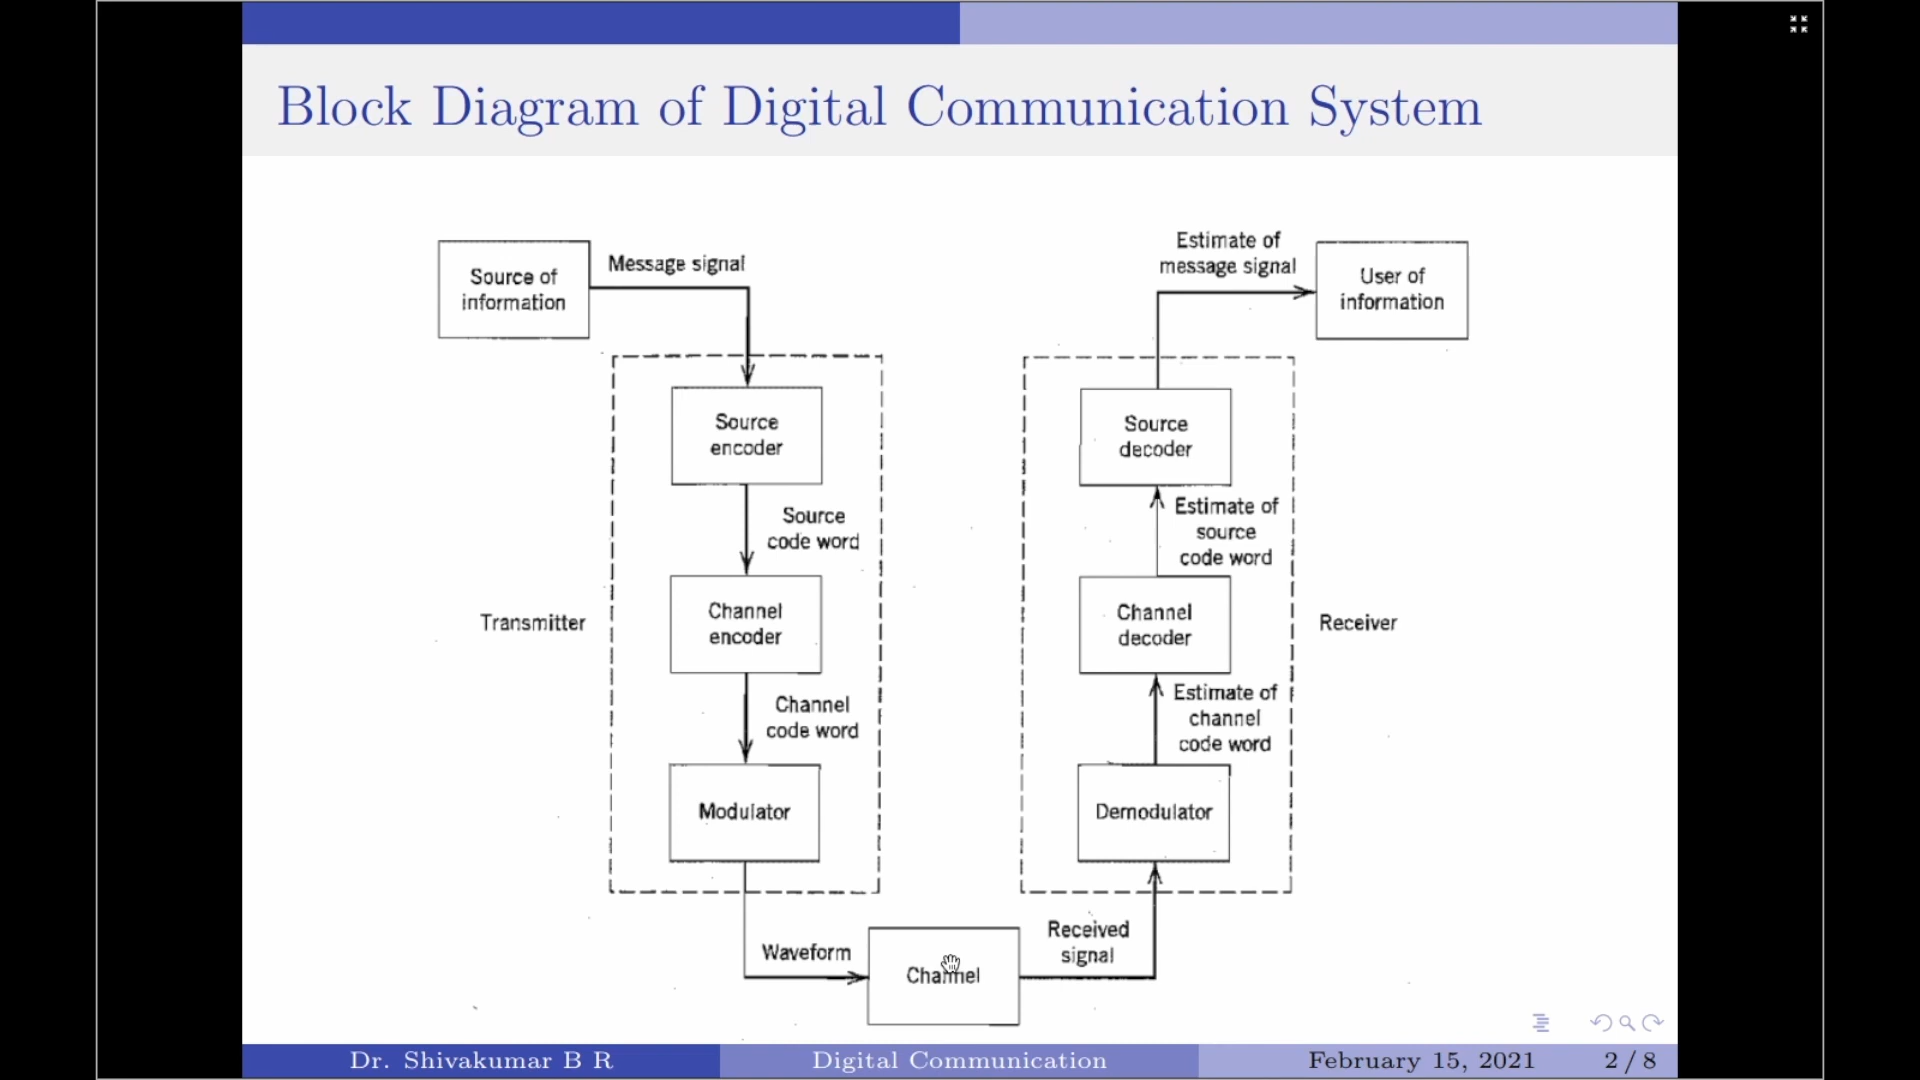 Block Diagram of Digital Communication System
Source of
information
Message signal
Estimate of
message signal
User of
information
Source
encoder
Source
decoder
Source
code word
Estimate of
source
code word
Transmitter
Channel
encoder
Channel
decoder
Receiver
Channel
code word
Estimate of
channel
code word
Modulator
Demodulator
Waveform
Channel
Received
signal
Dr. Shivakumar B R
Digital Communication
February 15, 2021
2 / 8